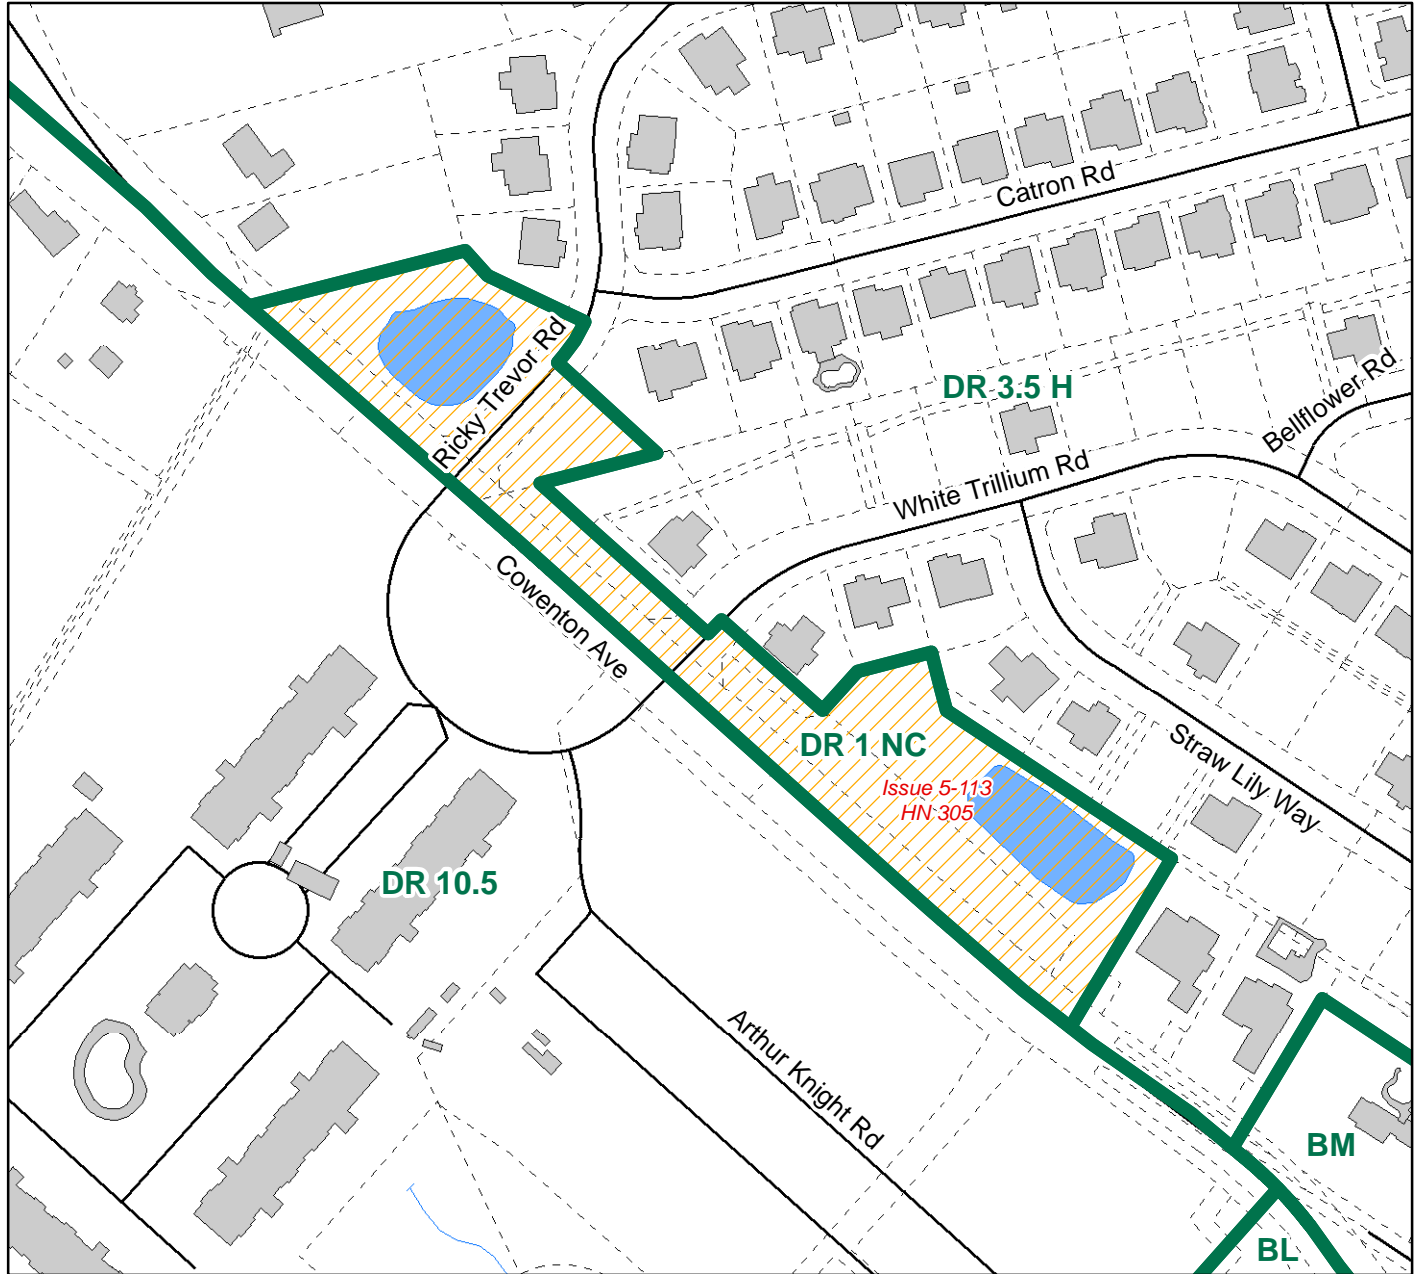 Catron Rd
Ricky Trevor Rd
DR 3.5 H
Bellflower Rd
White Trillium Rd
Cowenton Ave
DR 1 NC
Straw Lily Way
Issue 5-113
HN 305
DR 10.5
Arthur Knight Rd
BM
BL